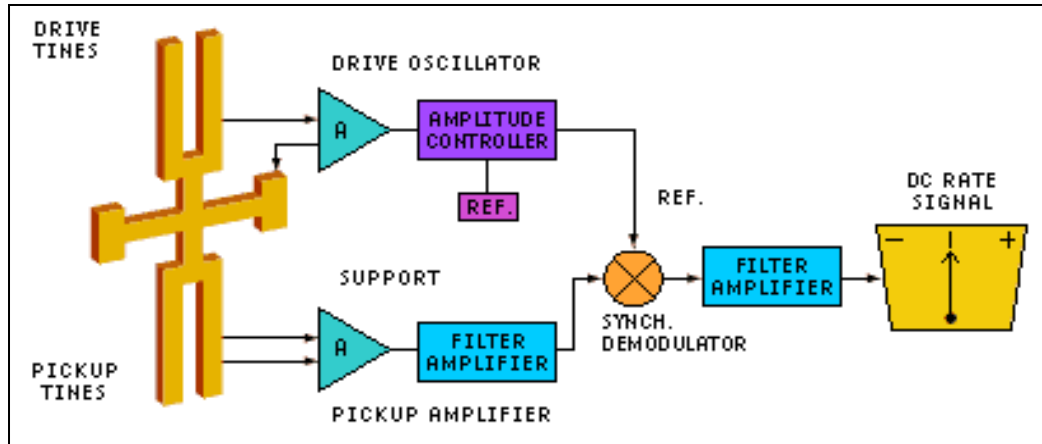 DRIVE
TINES
DRIVE OSCILLATOR
A
AMPLITUDE
CONTROLLER
REF.
REF.
DC RATE
SIGNAL
− +
SUPPORT
A
FILTER
AMPLIFIER
FILTER
AMPLIFIER
SYNCH.
DEMODULATOR
PICKUP
TINES
PICKUP AMPLIFIER